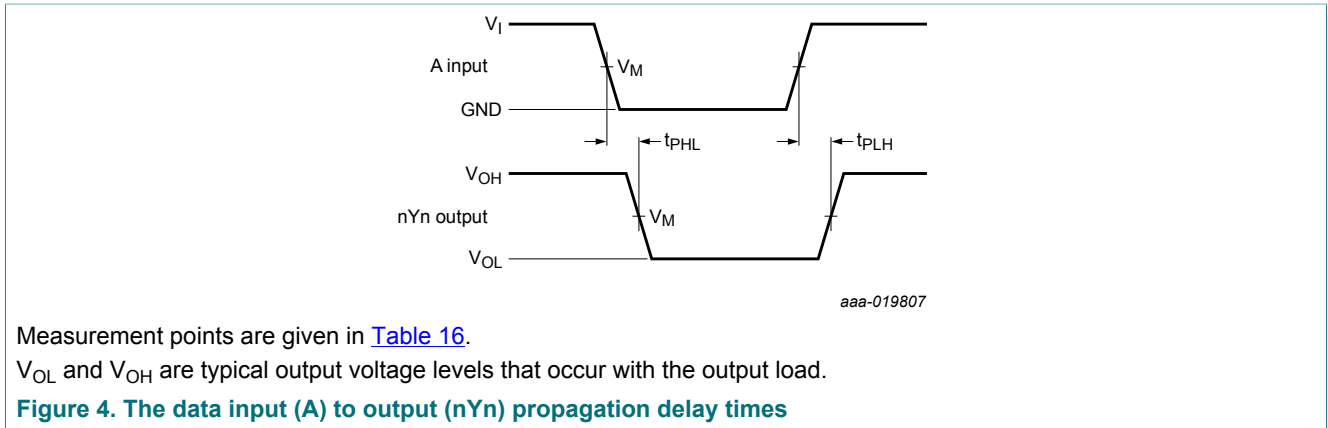 V_I
A input
V_M
GND
t_PHL
t_PLH
V_OH
nYn output
V_M
V_OL
aaa-019807
Measurement points are given in Table 16.
V_OL and V_OH are typical output voltage levels that occur with the output load.
Figure 4. The data input (A) to output (nYn) propagation delay times